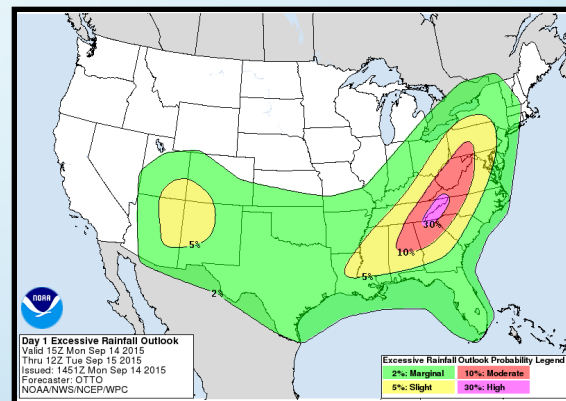 30%
10%
5%
5%
2%
NOAA
Day 1 Excessive Rainfall Outlook
Valid 15Z Mon Sep 14 2015
Thru 12Z Tue Sep 15 2015
Issued: 1451Z Mon Sep 14 2015
Forecaster: OTTO
NOAA/NWS/NCEP/WPC
Excessive Rainfall Outlook Probability Legend
2%: Marginal 10%: Moderate
5%: Slight 30%: High